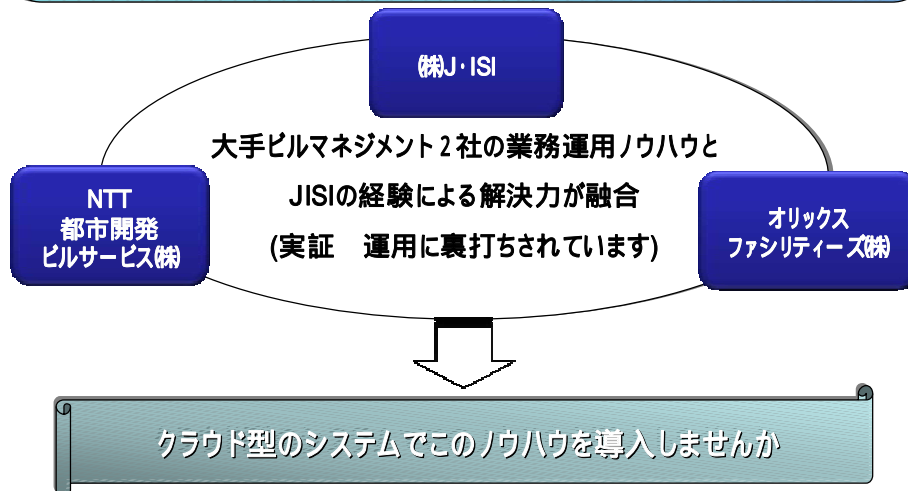 ㈱J・ISI
大手ビルマネジメント2社の業務運用ノウハウと
JISIの経験による解決力が融合
(実証　運用に裏打ちされています)
NTT
都市開発
ビルサービス㈱
オリックス
ファシリティーズ㈱
クラウド型のシステムでこのノウハウを導入しませんか